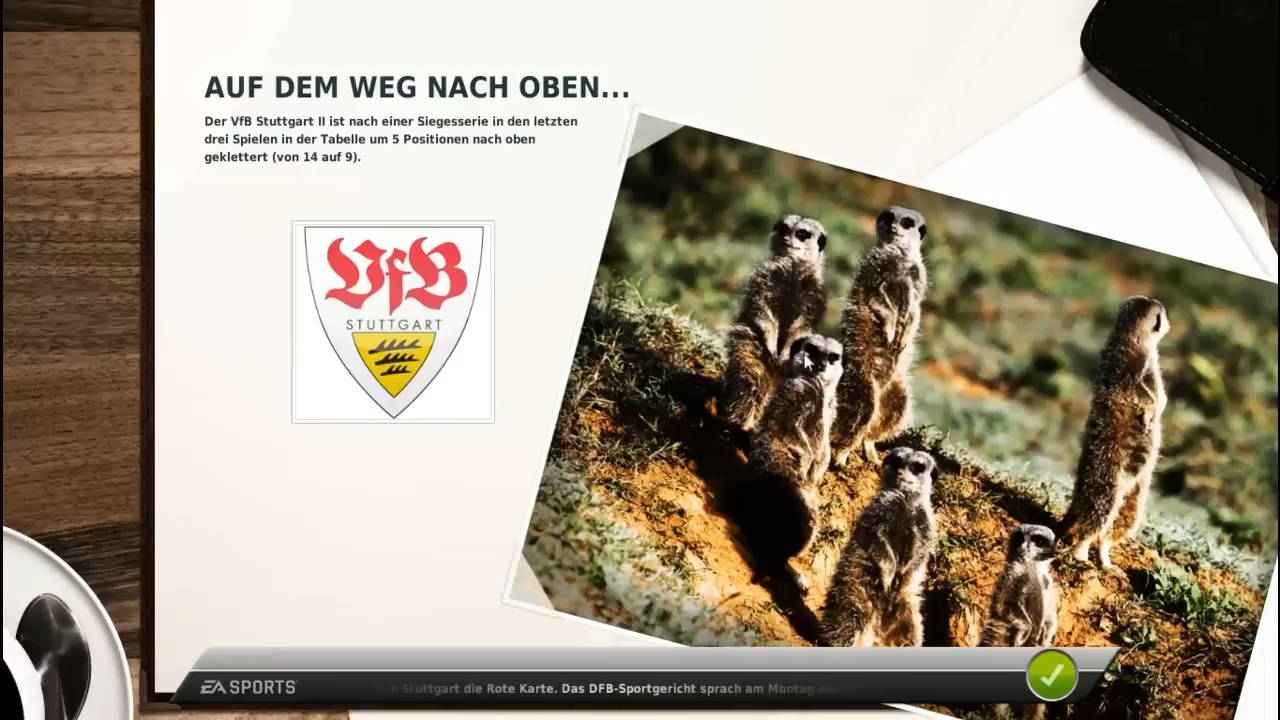 AUF DEM WEG NACH OBEN...
Der VfB Stuttgart II ist nach einer Siegesserie in den letzten
drei Spielen in der Tabelle um 5 Positionen nach oben
geklettert (von 14 auf 9).
VfB
STUTTGART
EA SPORTS
Stuttgart die Rote Karte. Das DFB-Sportgericht sprach am Montag